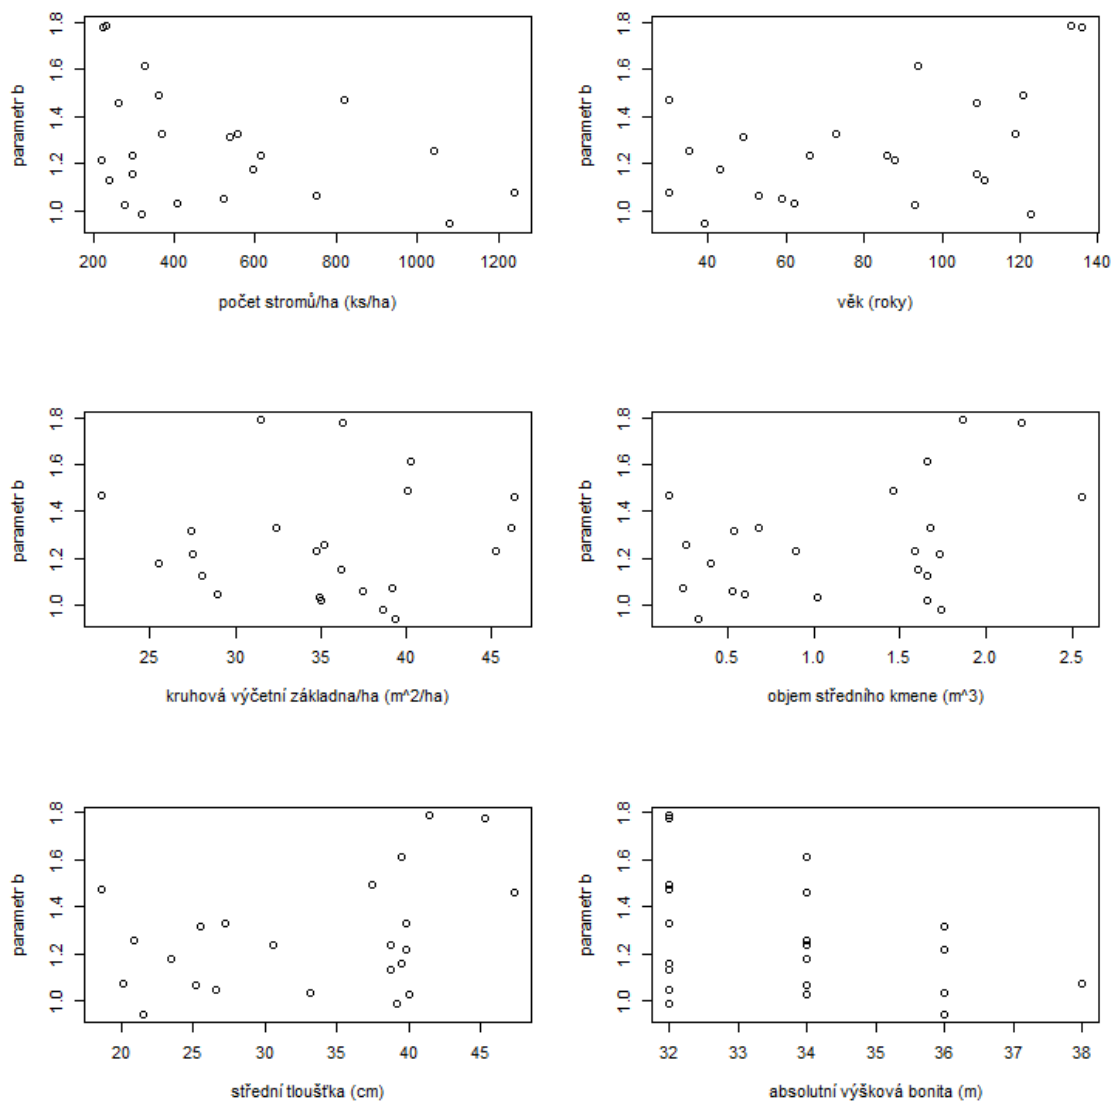 parametr b
1.0 1.2 1.4 1.6 1.8
200 400 600 800 1000 1200
počet stromů/ha (ks/ha)
parametr b
1.0 1.2 1.4 1.6 1.8
40 60 80 100 120 140
věk (roky)
parametr b
1.0 1.2 1.4 1.6 1.8
25 30 35 40 45
kruhová výčetní základna/ha (m^2/ha)
parametr b
1.0 1.2 1.4 1.6 1.8
0.5 1.0 1.5 2.0 2.5
objem středního kmene (m^3)
parametr b
1.0 1.2 1.4 1.6 1.8
20 25 30 35 40 45
střední tloušťka (cm)
parametr b
1.0 1.2 1.4 1.6 1.8
32 33 34 35 36 37 38
absolutní výšková bonita (m)